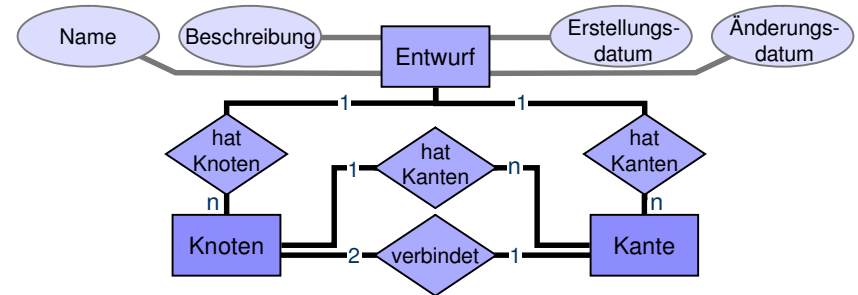 Name
Beschreibung
Erstellungs-
datum
Änderungs-
datum
Entwurf
1
1
hat
Knoten
hat
Kanten
hat
Kanten
1
n
n
n
Knoten
2
verbindet
1
Kante